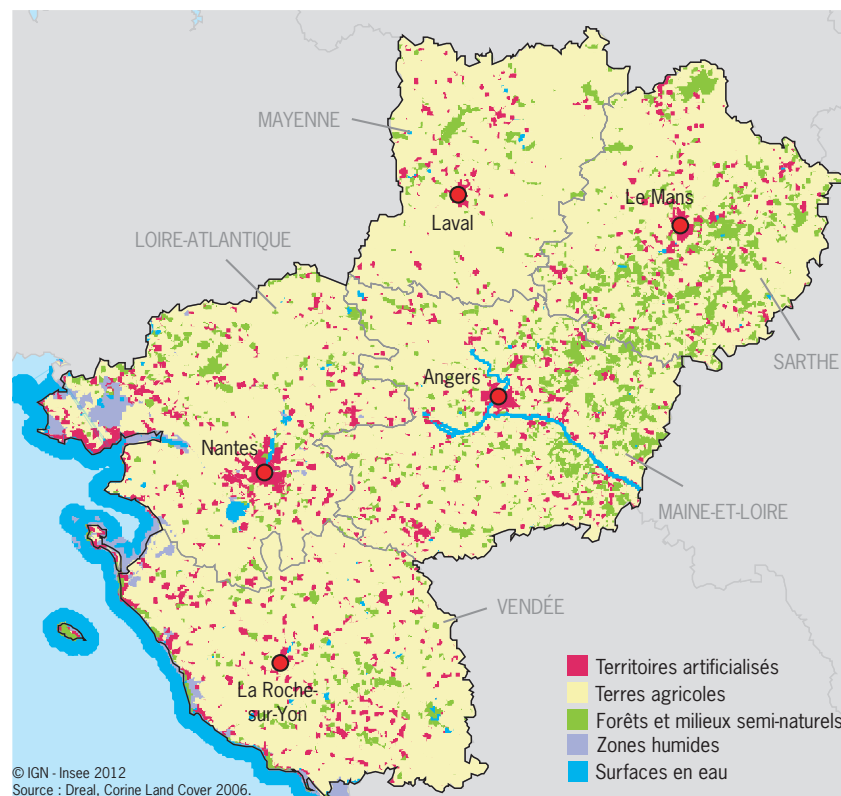 MAYENNE
Le Mans
Laval
LOIRE-ATLANTIQUE
SARTHE
Angers
Nantes
MAINE-ET-LOIRE
VENDÉE
La Roche-
sur-Yon
Territoires artificialisés
Terres agricoles
Forêts et milieux semi-naturels
Zones humides
Surfaces en eau
© IGN - Insee 2012
Source : Dreal, Corine Land Cover 2006.